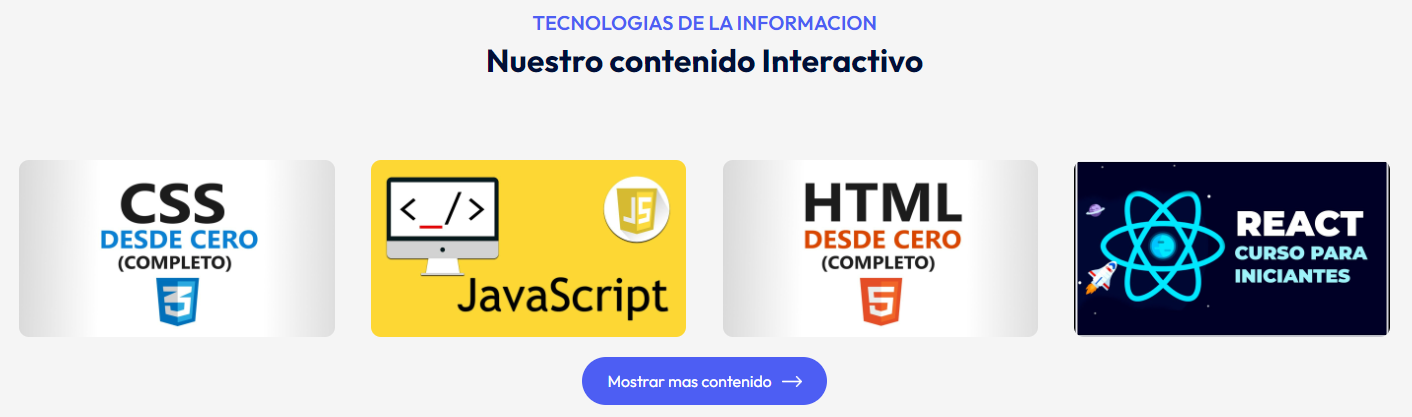 TECNOLOGIAS DE LA INFORMACION
Nuestro contenido Interactivo
CSS
DESDE CERO
(COMPLETO)
3
<_/>
JS
JavaScript
HTML
DESDE CERO
(COMPLETO)
5
REACT
CURSO PARA
INICIANTES
Mostrar mas contenido →